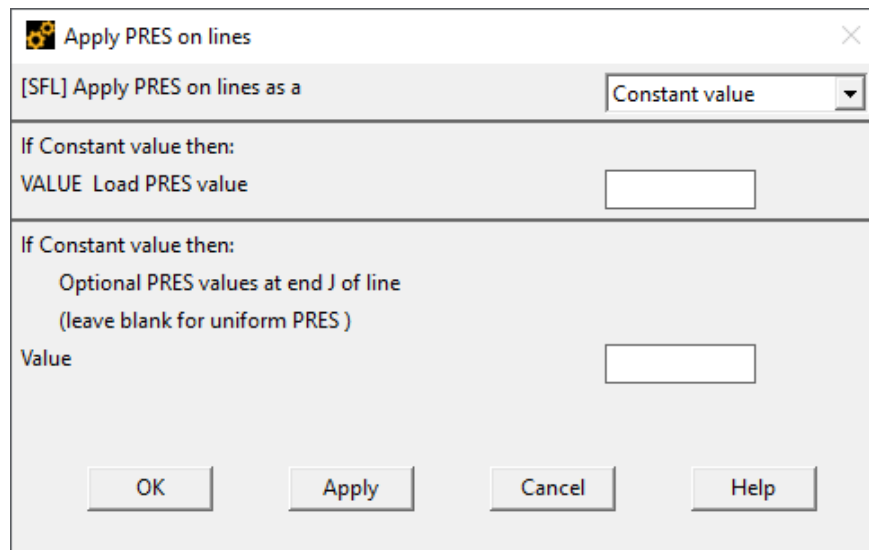 Apply PRES on lines
[SFL] Apply PRES on lines as a Constant value
If Constant value then:
VALUE Load PRES value
If Constant value then:
Optional PRES values at end J of line
(leave blank for uniform PRES )
Value
OK Apply Cancel Help